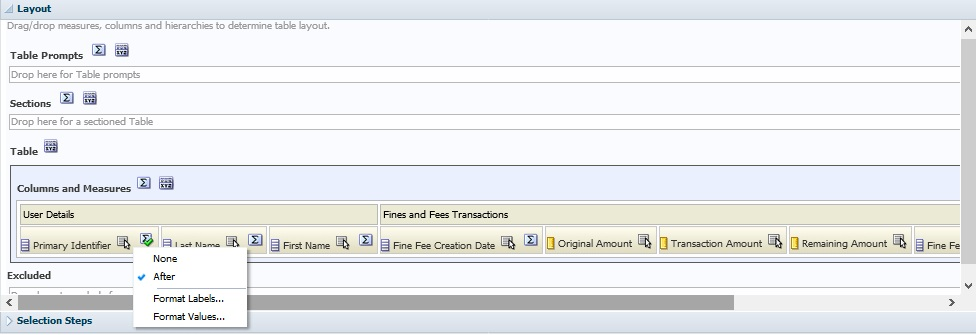 Layout
Drag/drop measures, columns and hierarchies to determine table layout.
Table Prompts
Drop here for Table prompts
Sections
Drop here for a sectioned Table
Table
Columns and Measures
User Details Fines and Fees Transactions
Primary Identifier Last Name First Name Fine Fee Creation Date Original Amount Transaction Amount Remaining Amount Fine Fe
None
After
Format Labels...
Format Values...
Excluded
Selection Steps